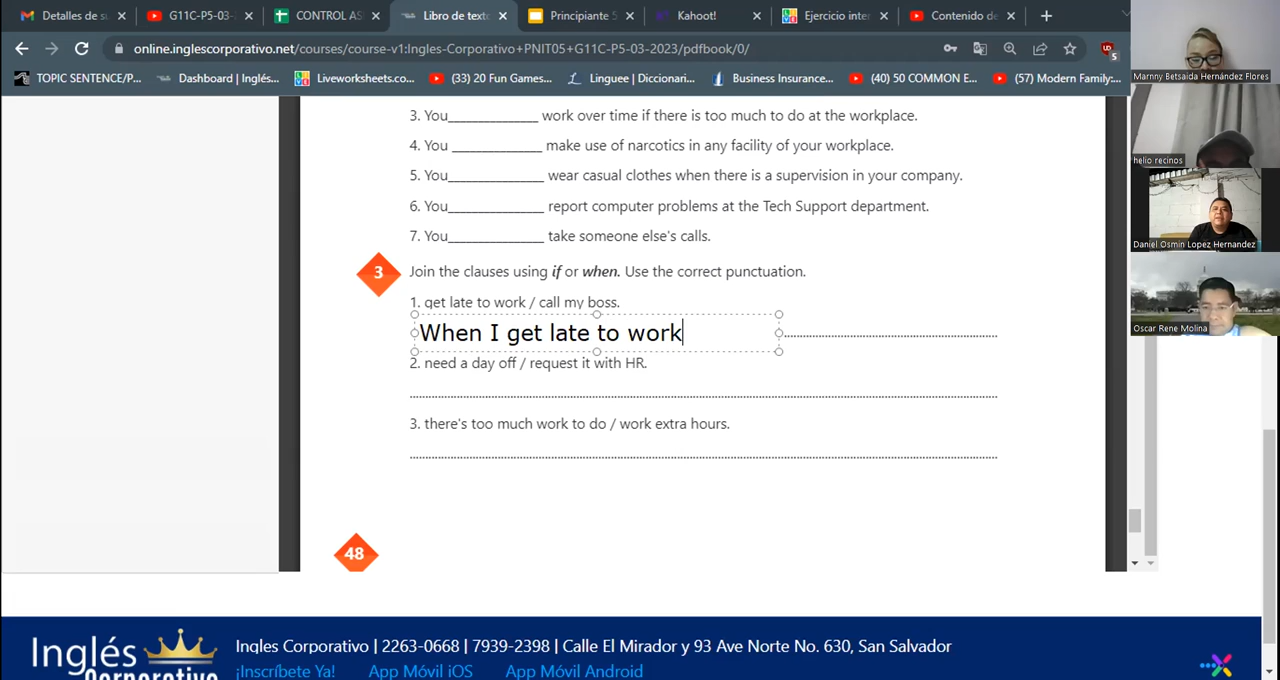 Detalles de su
G11C-P5-03-
CONTROL AS
Libro de texto
Principiante 5
Kahoot!
Ejercicio inter
Contenido de
online.inglescorporativo.net/courses/course-v1:Ingles-Corporativo+PNIT05+G11C-P5-03-2023/pdfbook/0/
TOPIC SENTENCE/P...
Dashboard | Inglés...
Liveworksheets.co...
(33) 20 Fun Games...
Linguee | Diccionari...
Business Insurance...
(40) 50 COMMON E...
(57) Modern Family:...
3. You______________ work over time if there is too much to do at the workplace.
4. You ______________ make use of narcotics in any facility of your workplace.
5. You______________ wear casual clothes when there is a supervision in your company.
6. You______________ report computer problems at the Tech Support department.
7. You______________ take someone else's calls.
3
Join the clauses using if or when. Use the correct punctuation.
1. get late to work / call my boss.
When I get late to work
2. need a day off / request it with HR.
3. there's too much work to do / work extra hours.
48
Inglés
Corporativo
Ingles Corporativo | 2263-0668 | 7939-2398 | Calle El Mirador y 93 Ave Norte No. 630, San Salvador
¡Inscríbete Ya!
App Móvil iOS
App Móvil Android
Marnny Betsaida Hernández Flores
helio recinos
Daniel Osmin Lopez Hernandez
Oscar Rene Molina